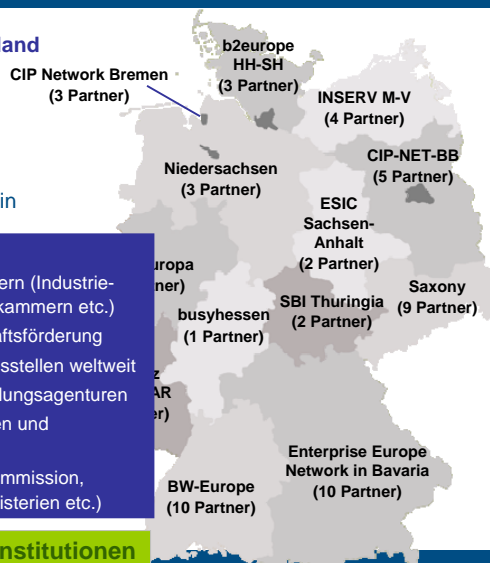 land
b2europe
HH-SH
(3 Partner)
CIP Network Bremen
(3 Partner)
INSERV M-V
(4 Partner)
CIP-NET-BB
(5 Partner)
Niedersachsen
(3 Partner)
in
ESIC
Sachsen-
Anhalt
(2 Partner)
uropa
ner)
ern (Industrie-
kammern etc.)
aftsförderung
sstellen weltweit
dlungsagenturen
en und
mmission,
isterien etc.)
nstitutionen
busyhessen
(1 Partner)
SBI Thuringia
(2 Partner)
Saxony
(9 Partner)
z
AR
er)
Enterprise Europe
Network in Bavaria
(10 Partner)
BW-Europe
(10 Partner)